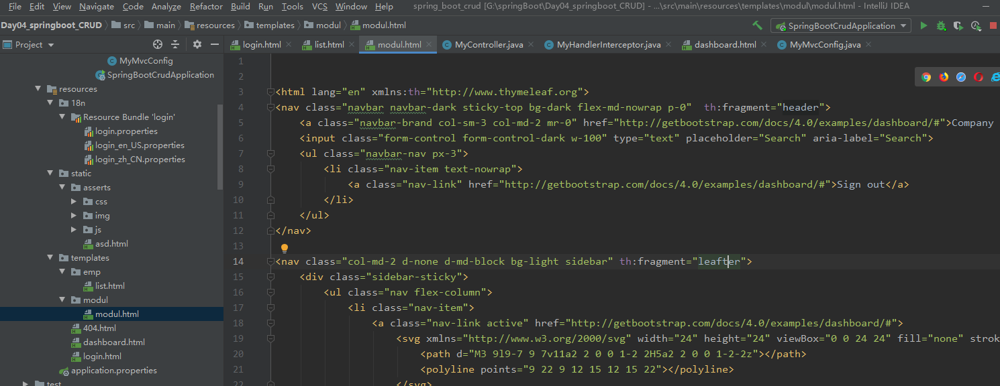 File Edit View Navigate Code Analyze Refactor Build Run Tools VCS Window Help spring_boot_crud [G:\springBoot\Day04_springboot_CRUD] - ...\src\main\resources\templates\modul\modul.html - IntelliJ IDEA
Day04_springboot_CRUD src main resources templates modul modul.html SpringBootCrudApplication
Project login.html list.html modul.html MyController.java MyHandlerInterceptor.java dashboard.html MyMvcConfig.java
MyMvcConfig
SpringBootCrudApplication
resources
18n
Resource Bundle 'login'
login.properties
login_en_US.properties
login_zh_CN.properties
static
asserts
css
img
js
asd.html
templates
emp
list.html
modul
modul.html
404.html
dashboard.html
login.html
application.properties
test
1
2
3 <html lang="en" xmlns:th="http://www.thymeleaf.org">
4 <nav class="navbar navbar-dark sticky-top bg-dark flex-md-nowrap p-0"  th:fragment="header">
5 <a class="navbar-brand col-sm-3 col-md-2 mr-0" href="http://getbootstrap.com/docs/4.0/examples/dashboard/#">Company
6 <input class="form-control form-control-dark w-100" type="text" placeholder="Search" aria-label="Search">
7 <ul class="navbar-nav px-3">
8 <li class="nav-item text-nowrap">
9 <a class="nav-link" href="http://getbootstrap.com/docs/4.0/examples/dashboard/#">Sign out</a>
10 </li>
11 </ul>
12 </nav>
13
14 <nav class="col-md-2 d-none d-md-block bg-light sidebar" th:fragment="leafter">
15 <div class="sidebar-sticky">
16 <ul class="nav flex-column">
17 <li class="nav-item">
18 <a class="nav-link active" href="http://getbootstrap.com/docs/4.0/examples/dashboard/#">
19 <svg xmlns="http://www.w3.org/2000/svg" width="24" height="24" viewBox="0 0 24 24" fill="none" strok
20 <path d="M3 9l9-7 9 7v11a2 2 0 0 1-2 2H5a2 2 0 0 1-2-2z"></path>
21 <polyline points="9 22 9 12 15 12 15 22"></polyline>
22 </svg>